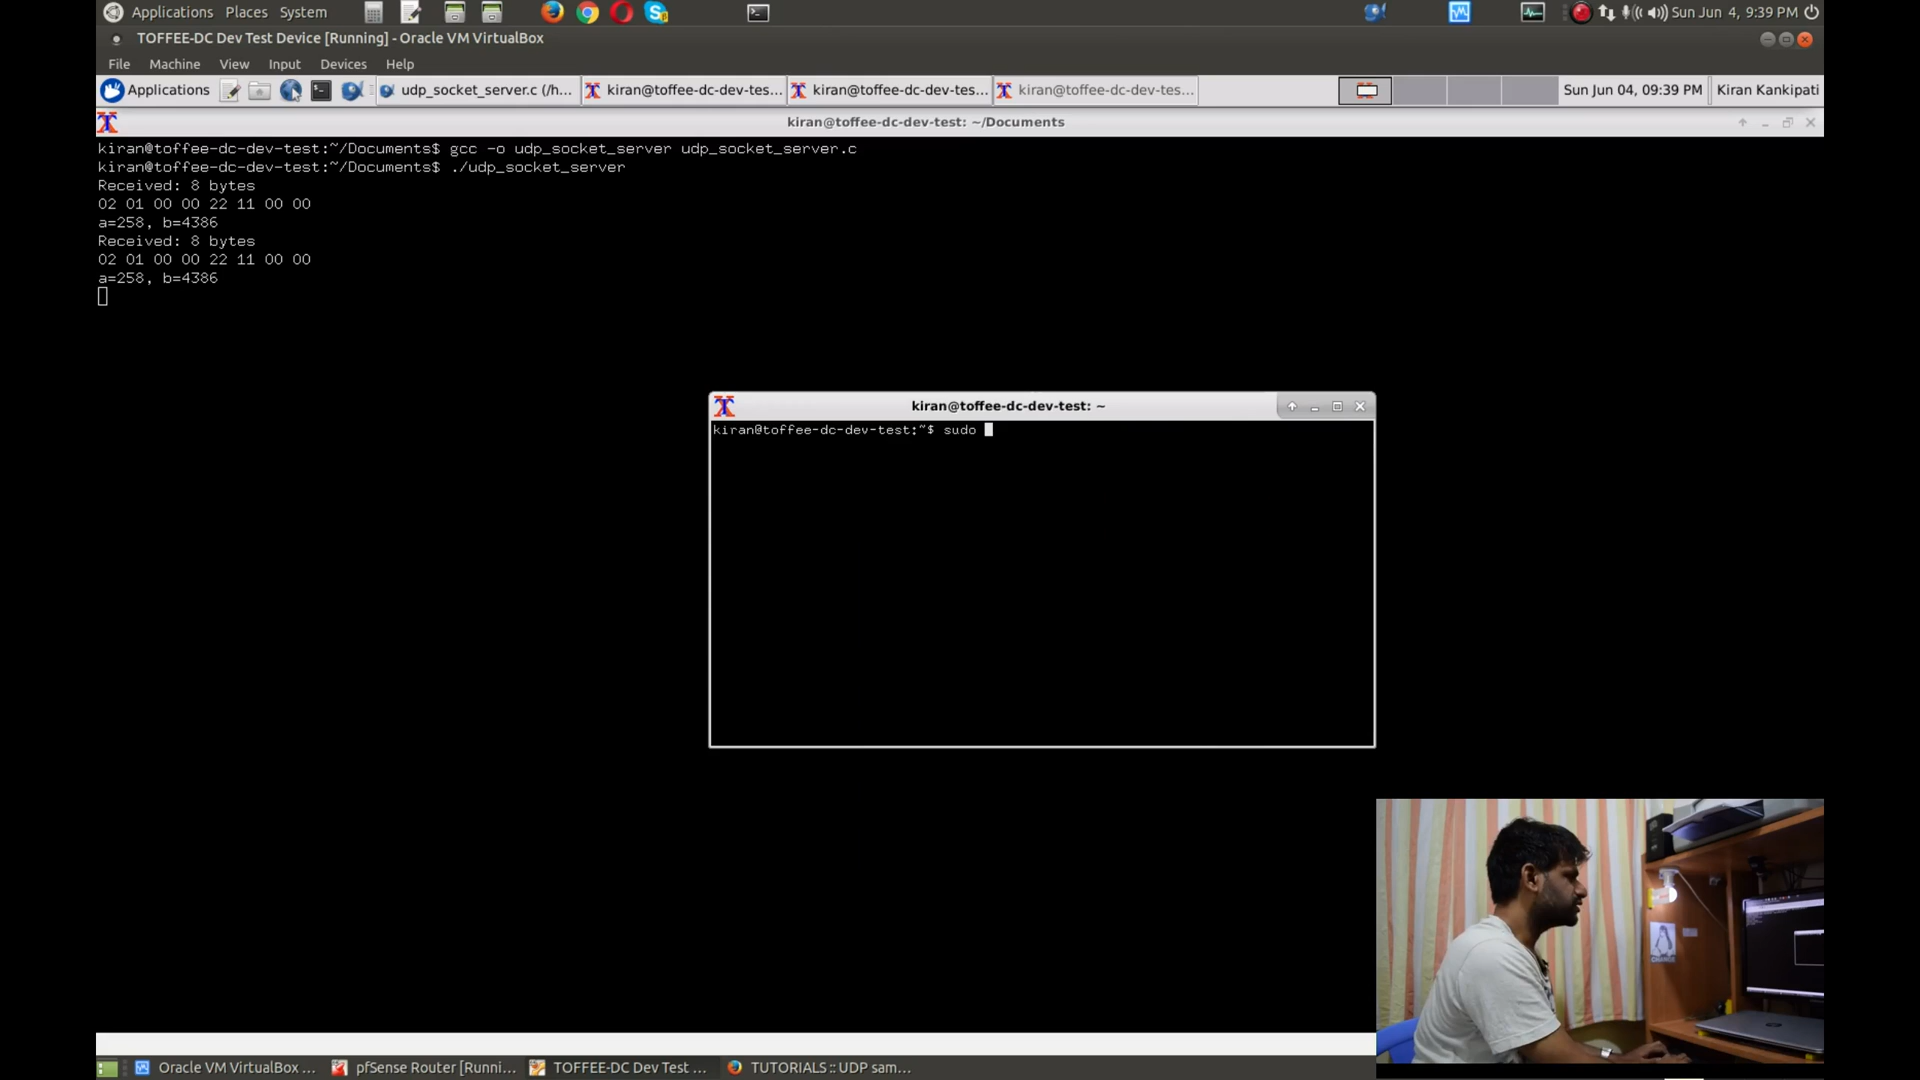 Applications Places System
Sun Jun 4, 9:39 PM
TOFFEE-DC Dev Test Device [Running] - Oracle VM VirtualBox
File Machine View Input Devices Help
Applications
udp_socket_server.c (/h...
kiran@toffee-dc-dev-tes...
kiran@toffee-dc-dev-tes...
kiran@toffee-dc-dev-tes...
Sun Jun 04, 09:39 PM
Kiran Kankipati
kiran@toffee-dc-dev-test: ~/Documents
kiran@toffee-dc-dev-test:~/Documents$ gcc -o udp_socket_server udp_socket_server.c
kiran@toffee-dc-dev-test:~/Documents$ ./udp_socket_server
Received: 8 bytes
02 01 00 00 22 11 00 00
a=258, b=4386
Received: 8 bytes
02 01 00 00 22 11 00 00
a=258, b=4386
kiran@toffee-dc-dev-test: ~
kiran@toffee-dc-dev-test:~$ sudo
Oracle VM VirtualBox ...
pfSense Router [Runni...
TOFFEE-DC Dev Test ...
TUTORIALS :: UDP sam...